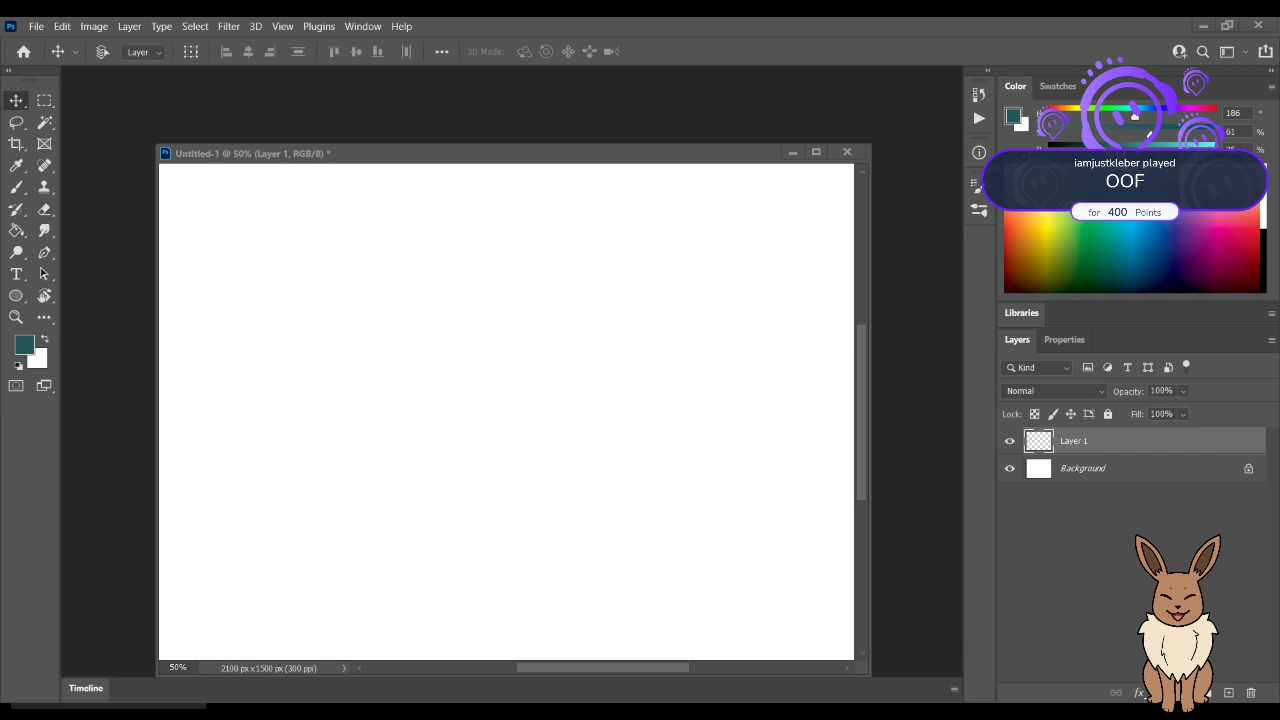 Ps File Edit Image Layer Type Select Filter 3D View Plugins Window Help
Layer 3D Mode:
Untitled-1 @ 50% (Layer 1, RGB/8) *
50% 2100 px x 1500 px (300 ppi)
Timeline
Color Swatches
186 °
61 %
%
iamjustkleber played
OOF
for 400 Points
Libraries
Layers Properties
Kind
Normal Opacity: 100%
Lock: Fill: 100%
Layer 1
Background
fx